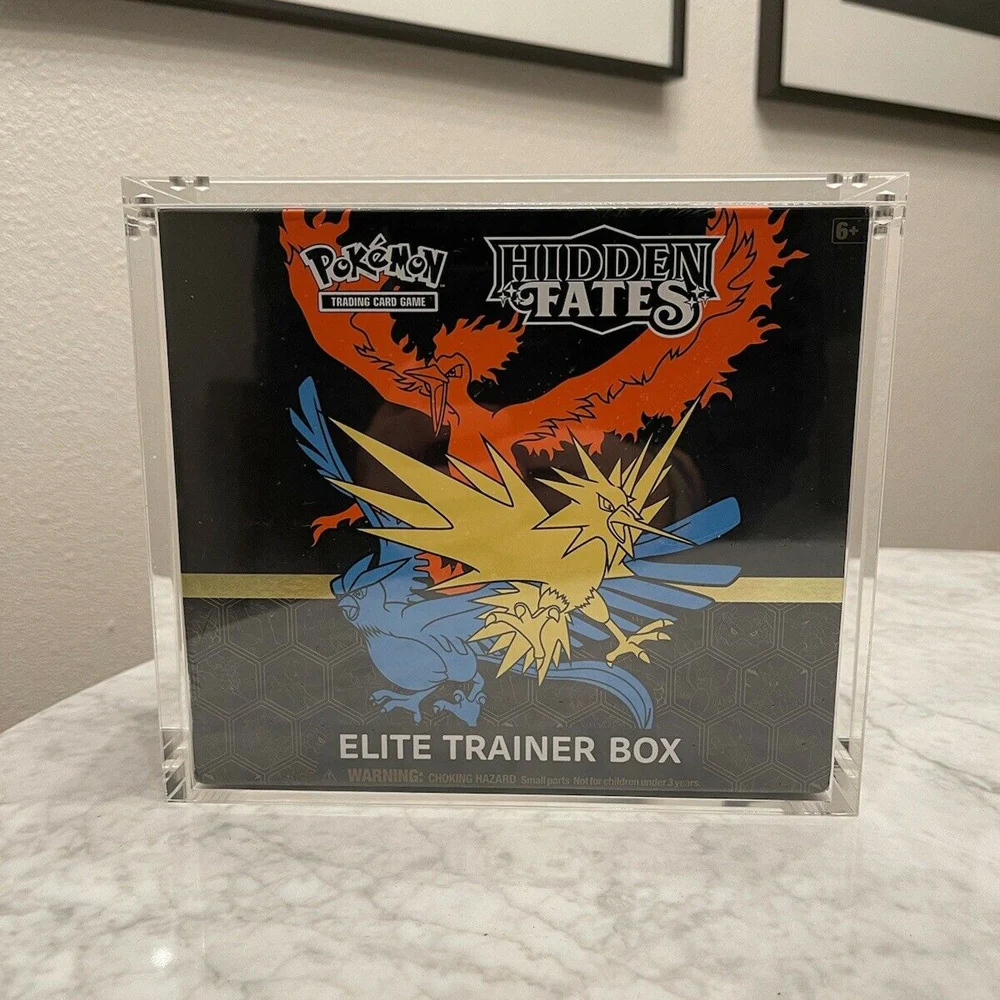 POKéMON
TRADING CARD GAME
HIDDEN
FATES
6+
ELITE TRAINER BOX
⚠ WARNING: CHOKING HAZARD Small parts Not for children under 3 years.